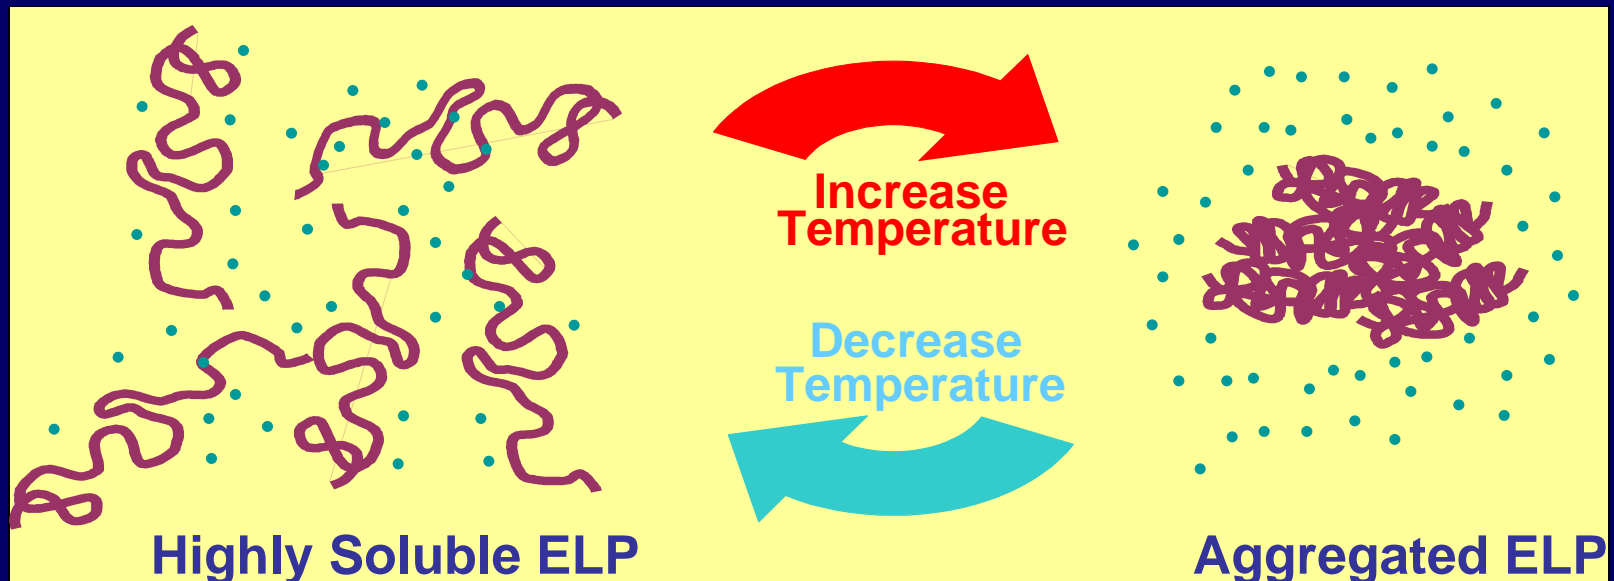 Increase
Temperature
Decrease
Temperature
Highly Soluble ELP
Aggregated ELP